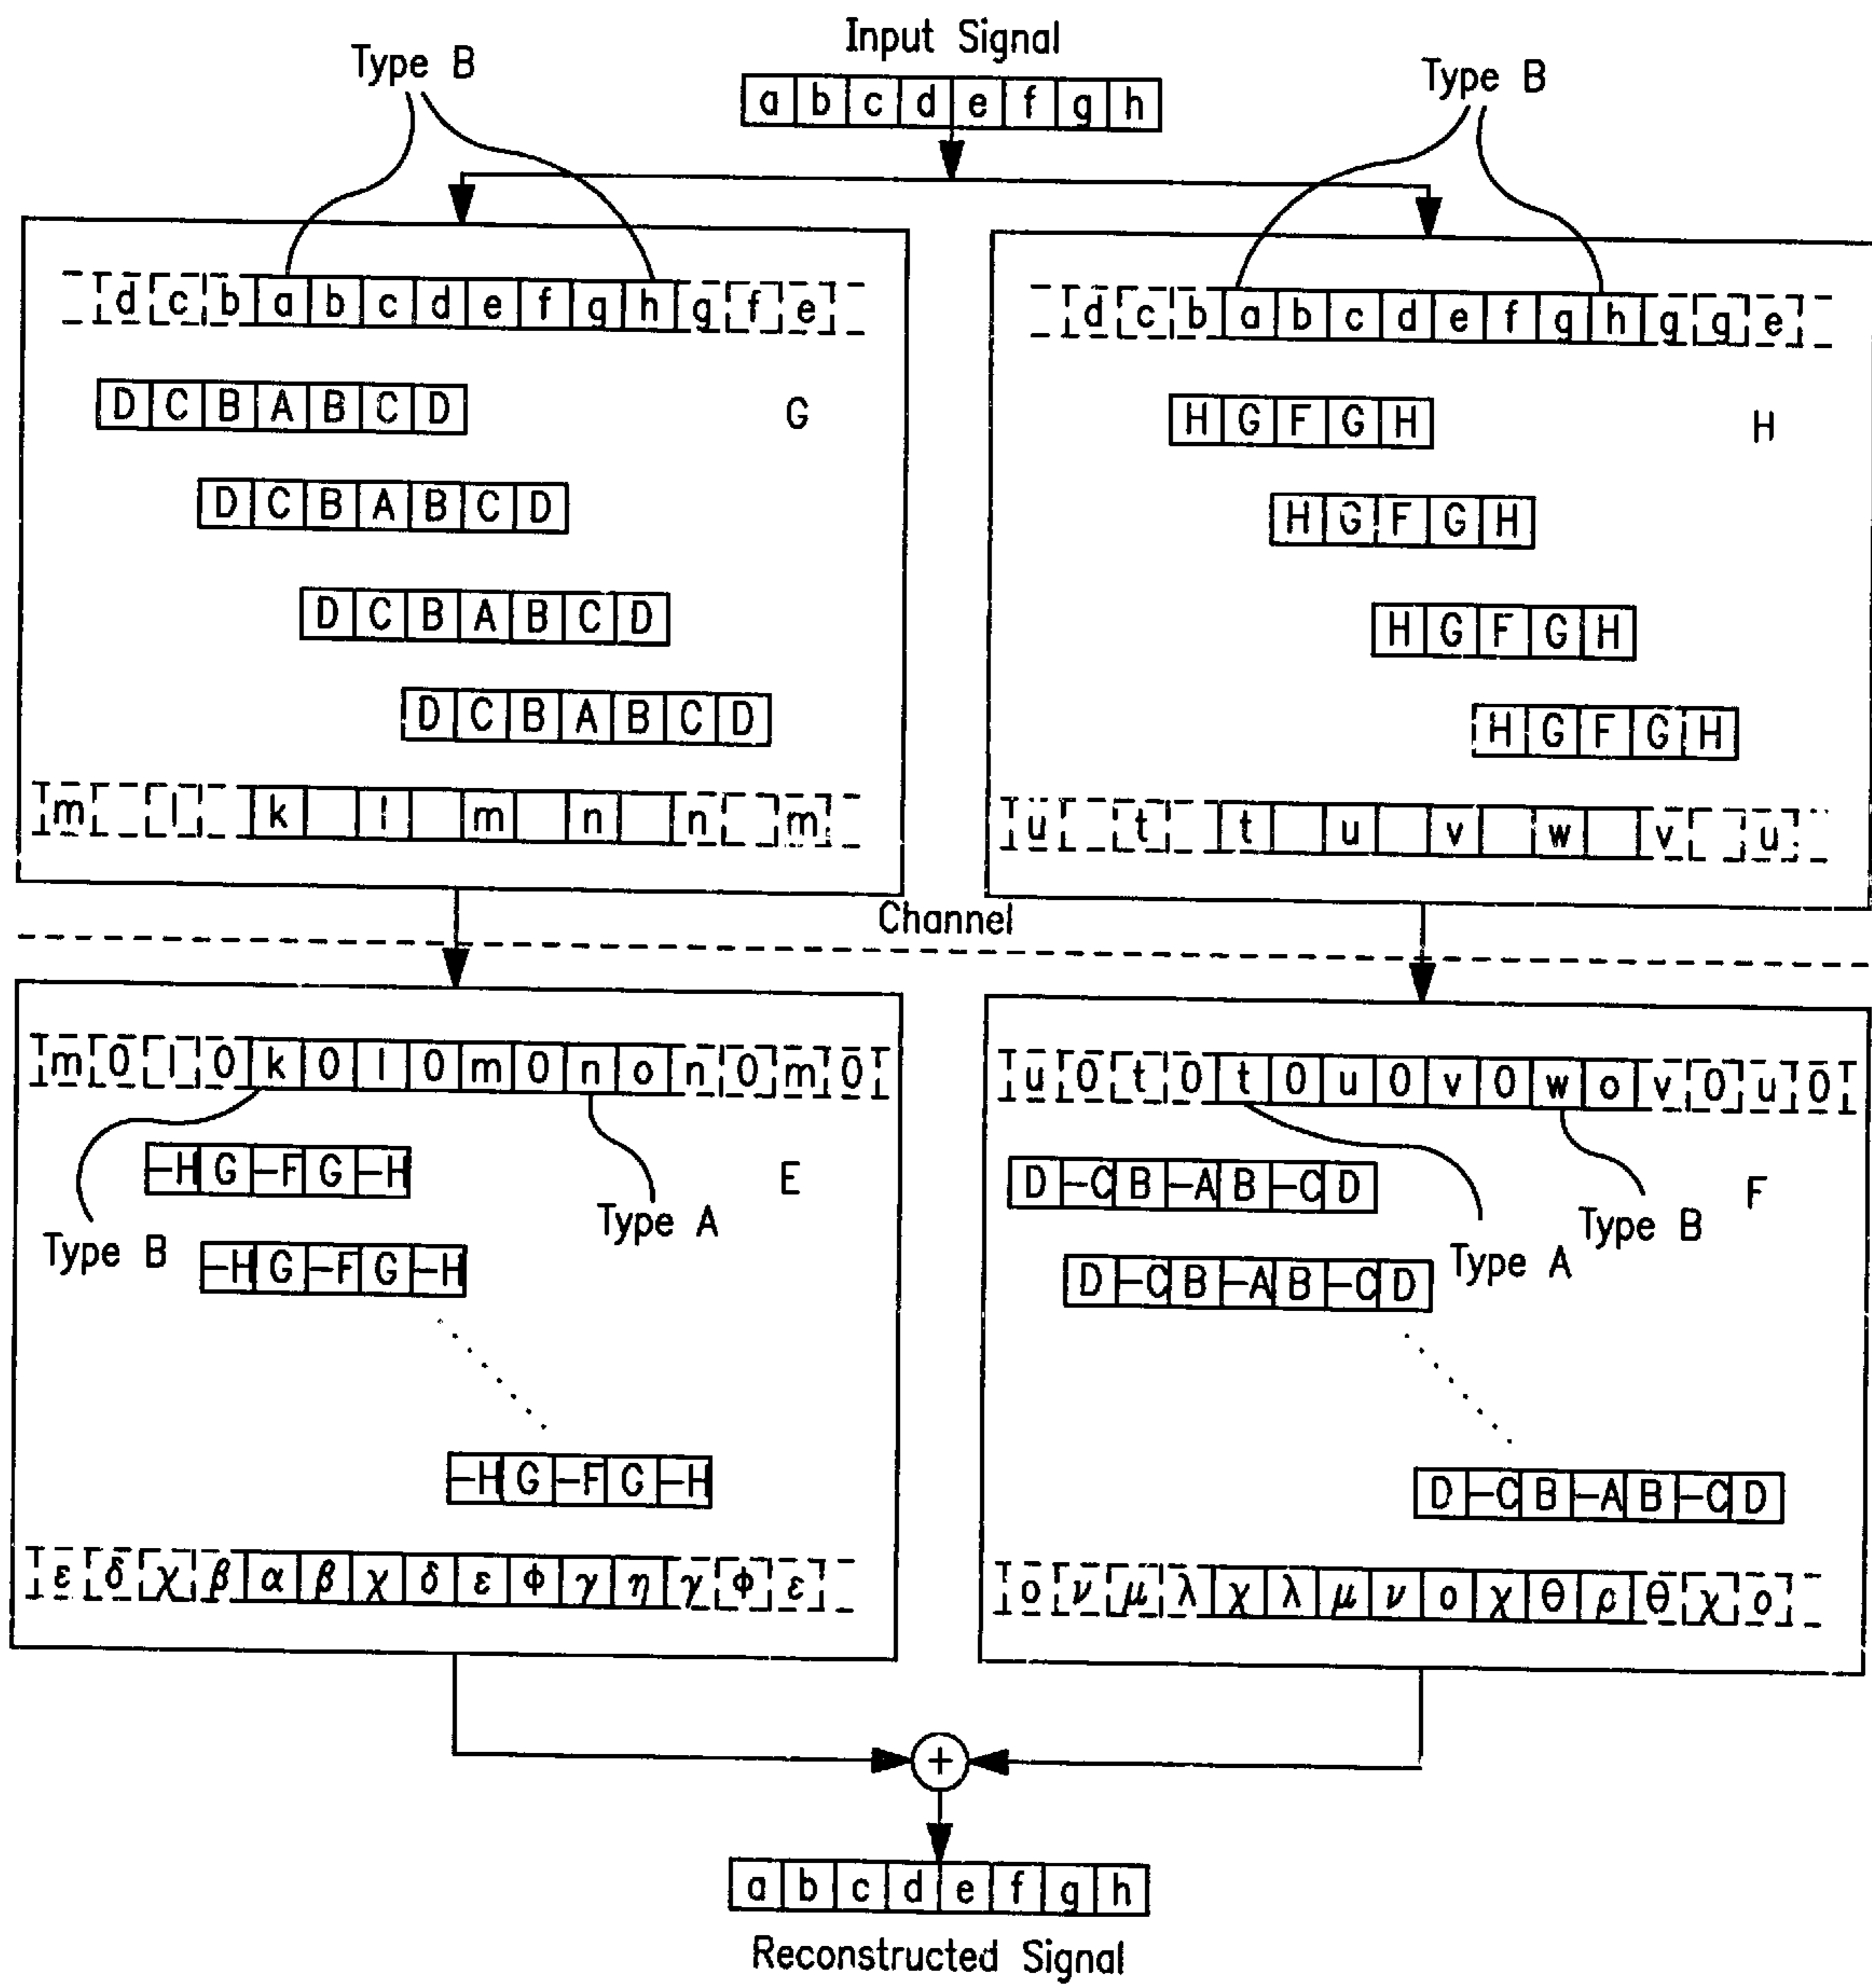 Input Signal
Type B
Type B
a b c d e f g h
d c b a b c d e f g h g f e
d c b a b c d e f g h g g e
D C B A B C D
G
H G F G H
H
D C B A B C D
H G F G H
D C B A B C D
H G F G H
D C B A B C D
H G F G H
m l k l m n n m
u t t u v w v u
Channel
m 0 l 0 k 0 l 0 m 0 n o n 0 m 0
u 0 t 0 t 0 u 0 v 0 w o v 0 u 0
-H G -F G -H
E
D -C B -A B -C D
F
Type B
Type A
Type A
Type B
-H G -F G -H
D -C B -A B -C D
-H G -F G -H
D -C B -A B -C D
ε δ χ β α β χ δ ε Φ γ η γ Φ ε
o ν μ λ χ λ μ ν o χ θ ρ θ χ o
+
a b c d e f g h
Reconstructed Signal